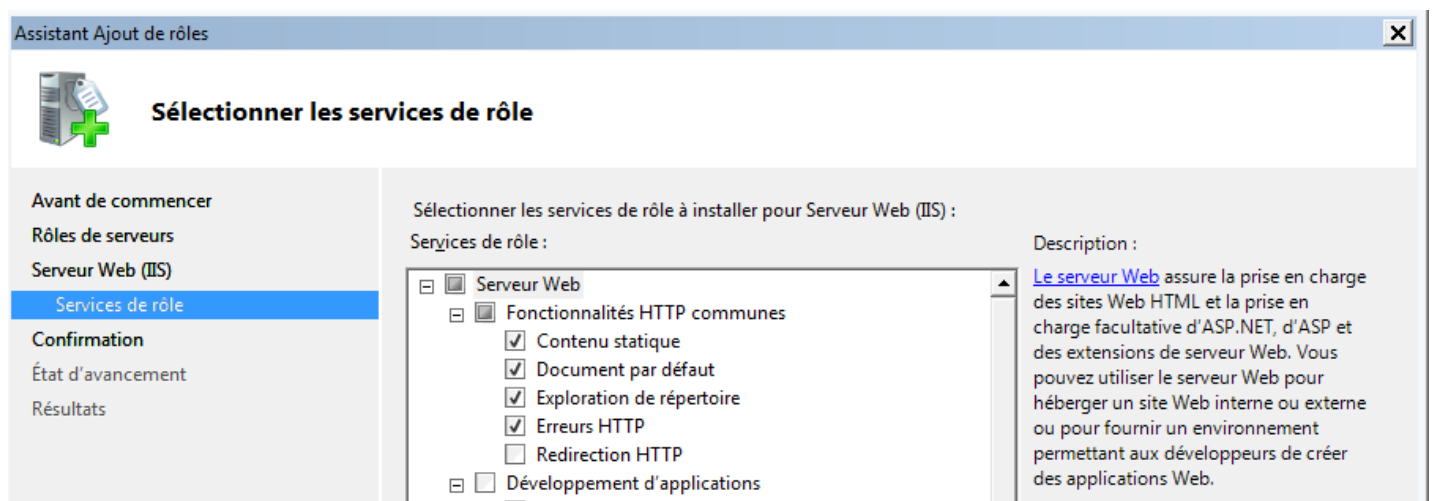 Assistant Ajout de rôles
Sélectionner les services de rôle
Avant de commencer
Rôles de serveurs
Serveur Web (IIS)
Services de rôle
Confirmation
État d'avancement
Résultats
Sélectionner les services de rôle à installer pour Serveur Web (IIS) :
Services de rôle :
Serveur Web
Fonctionnalités HTTP communes
Contenu statique
Document par défaut
Exploration de répertoire
Erreurs HTTP
Redirection HTTP
Développement d'applications
Description :
Le serveur Web assure la prise en charge
des sites Web HTML et la prise en
charge facultative d'ASP.NET, d'ASP et
des extensions de serveur Web. Vous
pouvez utiliser le serveur Web pour
héberger un site Web interne ou externe
ou pour fournir un environnement
permettant aux développeurs de créer
des applications Web.